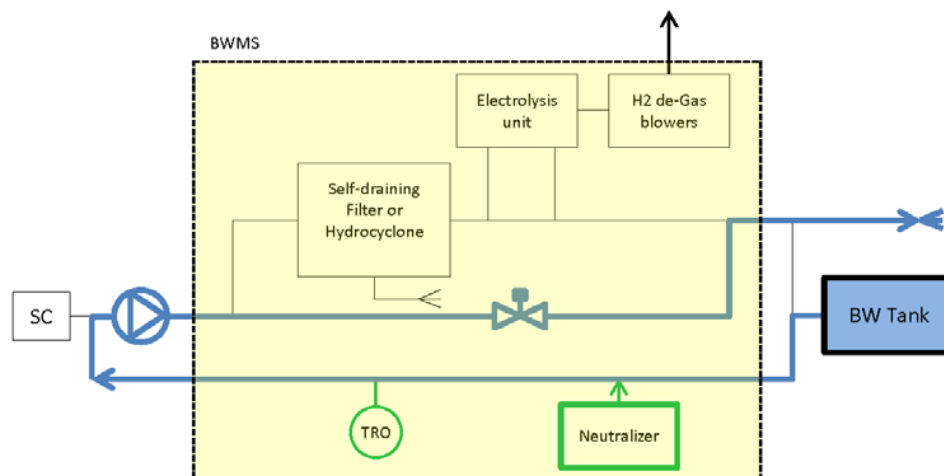 BWMS
Electrolysis
unit
H2 de-Gas
blowers
Self-draining
Filter or
Hydrocyclone
SC
BW Tank
TRO
Neutralizer